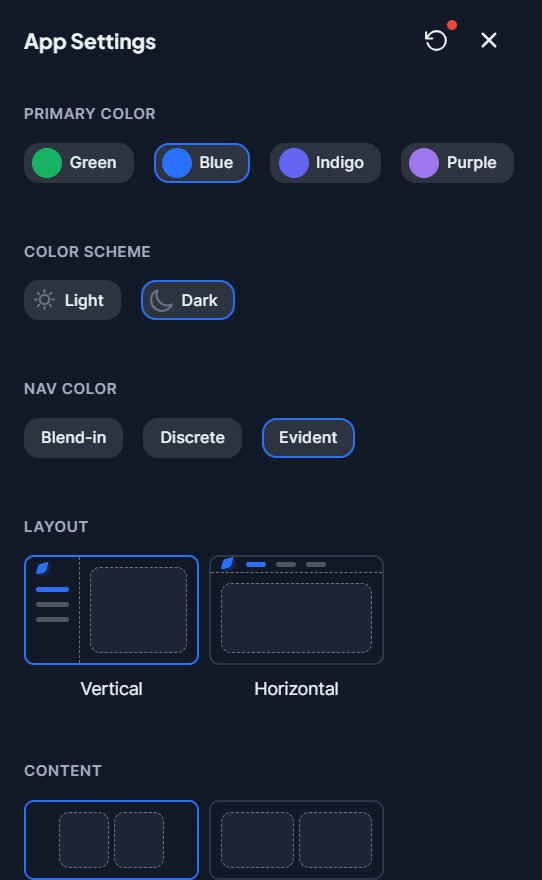 App Settings
PRIMARY COLOR
Green Blue Indigo Purple
COLOR SCHEME
Light Dark
NAV COLOR
Blend-in Discrete Evident
LAYOUT
Vertical Horizontal
CONTENT